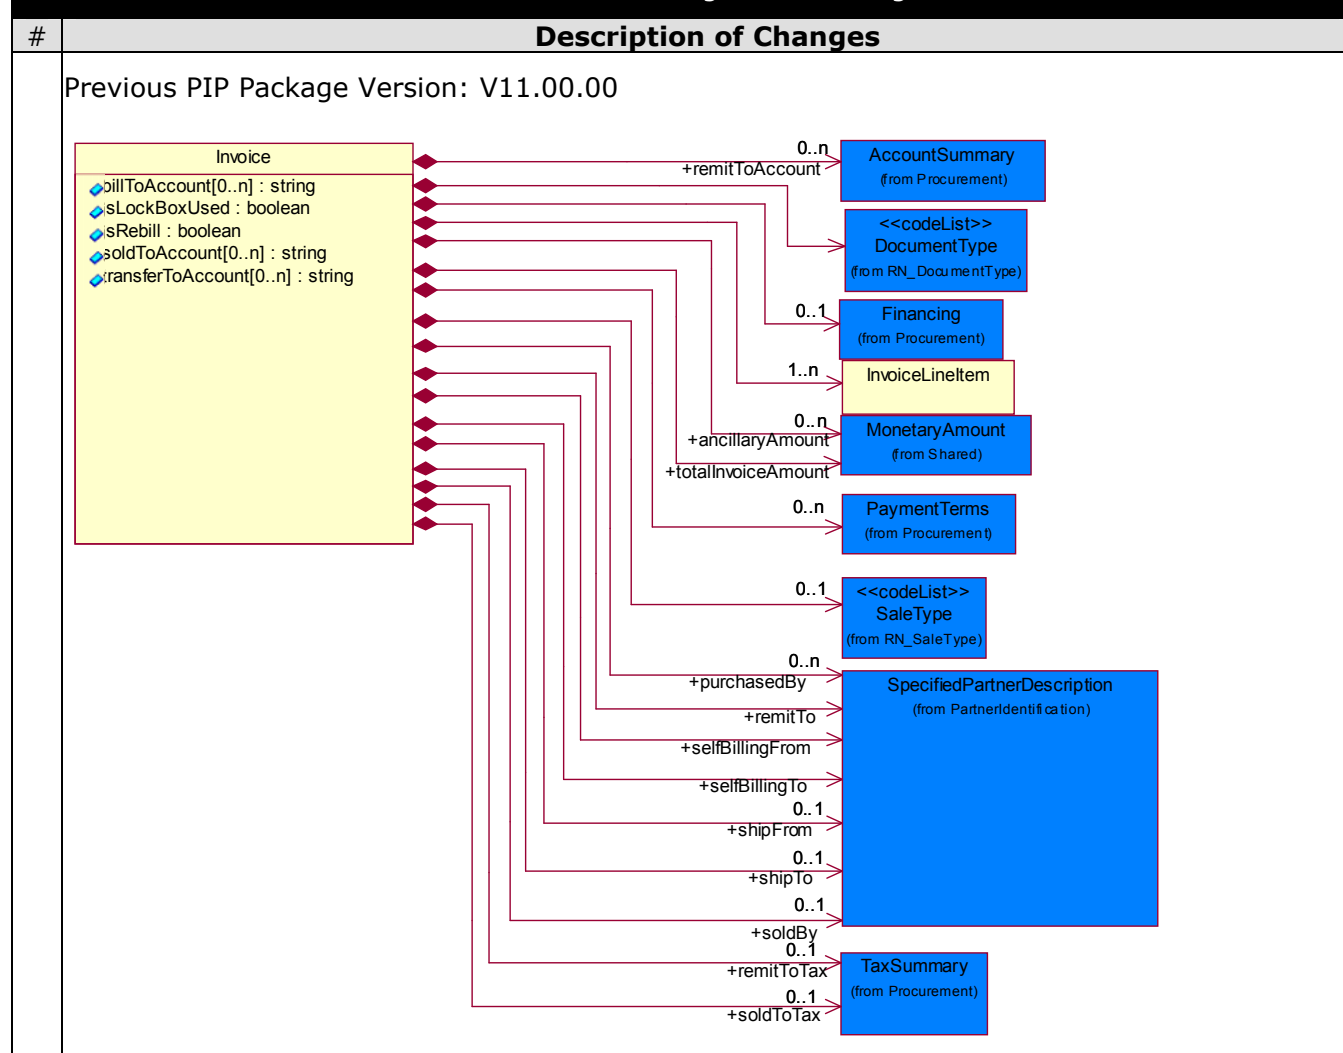 #
Description of Changes
Previous PIP Package Version: V11.00.00
Invoice
billToAccount[0..n] : string
sLockBoxUsed : boolean
sRebill : boolean
soldToAccount[0..n] : string
transferToAccount[0..n] : string
0..n
+remitToAccount
AccountSummary
(from Procurement)
<<codeList>>
DocumentType
(from RN_DocumentType)
0..1
Financing
(from Procurement)
1..n
InvoiceLineItem
0..n
+ancillaryAmount
+totalInvoiceAmount
MonetaryAmount
(from Shared)
0..n
PaymentTerms
(from Procurement)
0..1
<<codeList>>
SaleType
(from RN_SaleType)
0..n
+purchasedBy
+remitTo
+selfBillingFrom
+selfBillingTo
0..1
+shipFrom
0..1
+shipTo
0..1
+soldBy
SpecifiedPartnerDescription
(from PartnerIdentification)
0..1
+remitToTax
0..1
+soldToTax
TaxSummary
(from Procurement)